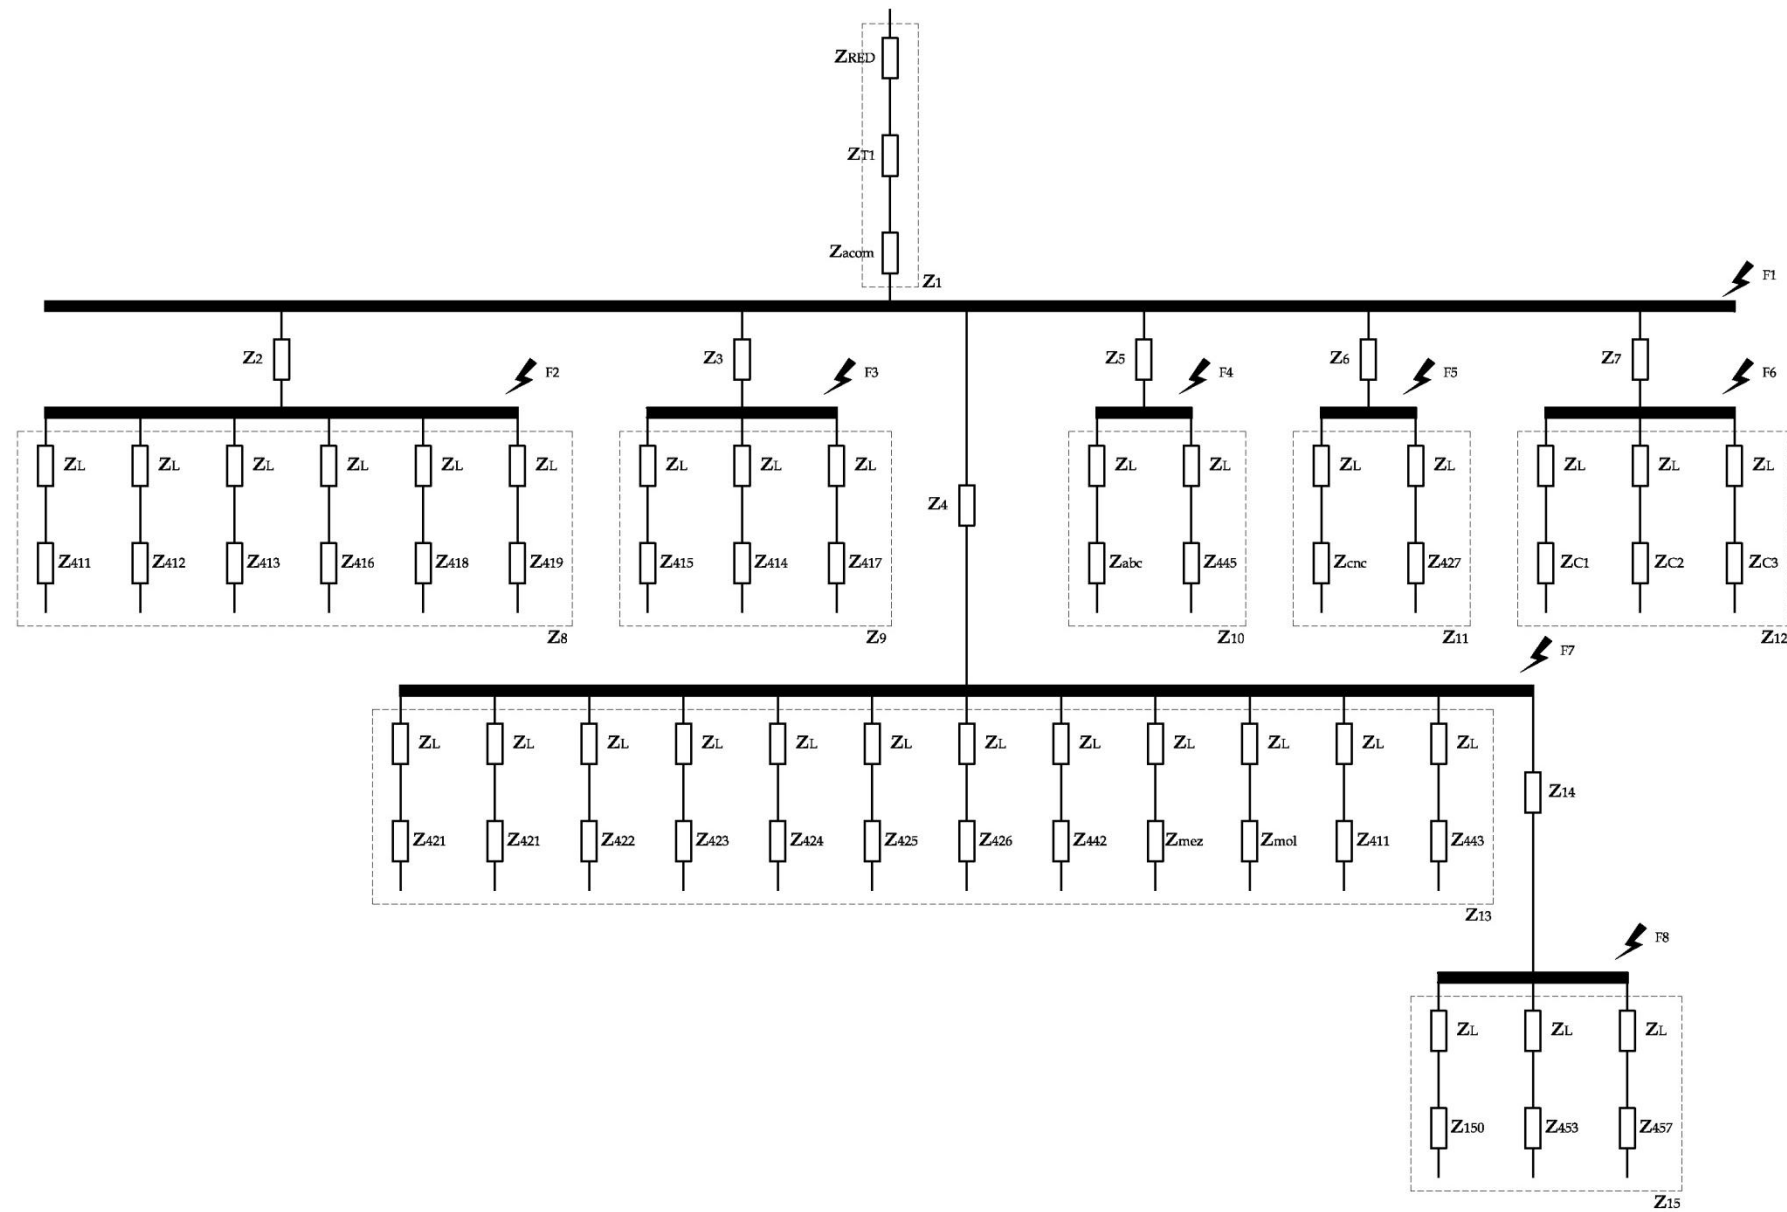 ZRED
ZT1
Zacom
Z1
F1
Z2
Z3
Z5
Z6
Z7
F2
F3
F4
F5
F6
ZL ZL ZL ZL ZL ZL ZL ZL ZL ZL ZL ZL ZL ZL ZL ZL
Z4
Z411 Z412 Z413 Z416 Z418 Z419 Z415 Z414 Z417 Zabc Z445 Zcnc Z427 ZC1 ZC2 ZC3
Z8 Z9 Z10 Z11 Z12
F7
ZL ZL ZL ZL ZL ZL ZL ZL ZL ZL ZL ZL
Z14
Z421 Z421 Z422 Z423 Z424 Z425 Z426 Z442 Zmez Zmol Z411 Z443
Z13
F8
ZL ZL ZL
Z150 Z453 Z457
Z15